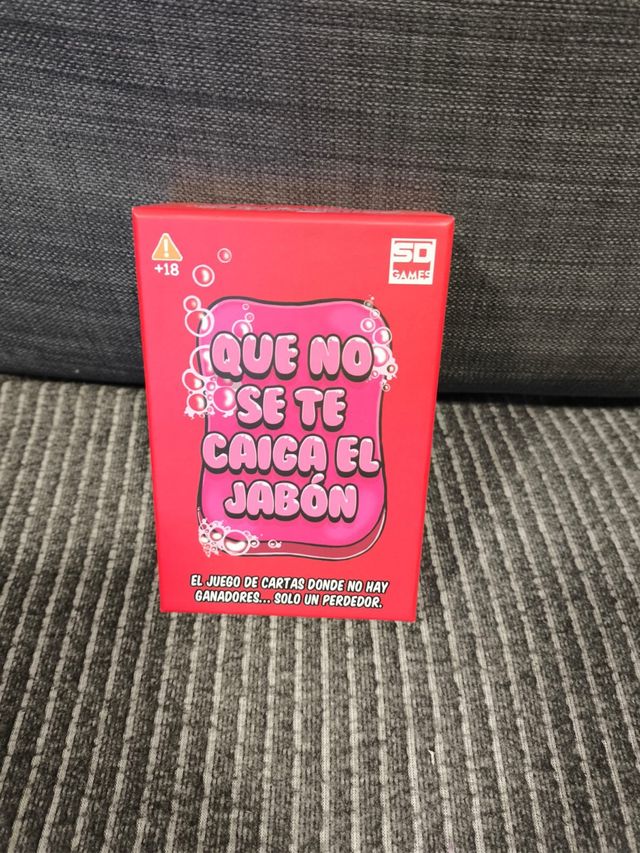 +18
SD
GAMES
QUE NO
SE TE
CAIGA EL
JABÓN
EL JUEGO DE CARTAS DONDE NO HAY
GANADORES... SOLO UN PERDEDOR.